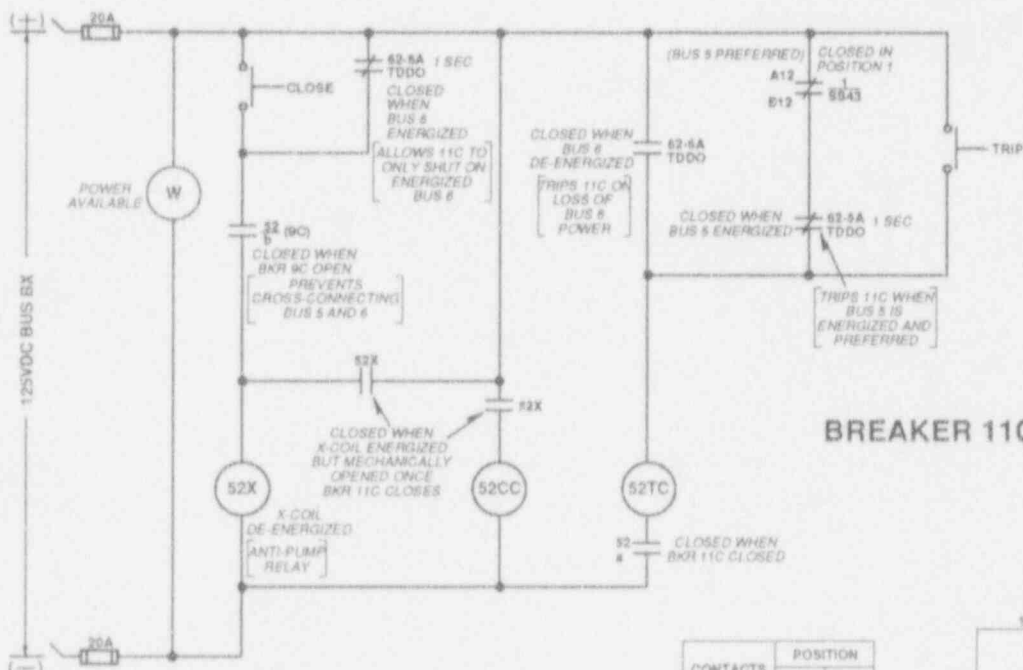 (+)
20A
125VDC BUS BX
POWER
AVAILABLE
W
CLOSE
62-6A 1 SEC
TDDO
CLOSED
WHEN
BUS 6
ENERGIZED
ALLOWS 11C TO
ONLY SHUT ON
ENERGIZED
BUS 6
52
b (9C)
CLOSED WHEN
BKR 9C OPEN
PREVENTS
CROSS-CONNECTING
BUS 5 AND 6
52X
CLOSED WHEN
X-COIL ENERGIZED
BUT MECHANICALLY
OPENED ONCE
BKR 11C CLOSES
52X
52X
X-COIL
DE-ENERGIZED
ANTI-PUMP
RELAY
52CC
CLOSED WHEN
BUS 6
DE-ENERGIZED
62-6A
TDDO
TRIPS 11C ON
LOSS OF
BUS 6
POWER
(BUS 5 PREFERRED)
CLOSED IN
POSITION 1
A12
B12
1
SS43
TRIP
CLOSED WHEN
BUS 5 ENERGIZED
62-5A 1 SEC
TDDO
TRIPS 11C WHEN
BUS 5 IS
ENERGIZED AND
PREFERRED
52TC
52
a
CLOSED WHEN
BKR 11C CLOSED
BREAKER
20A
(—)
CONTACTS
POSITION